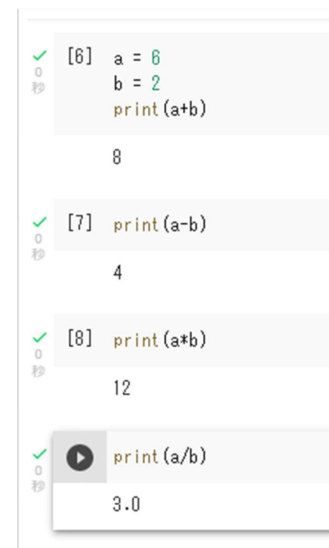 [6] a = 6
0 b = 2
秒 print(a+b)
8
[7] print(a-b)
0
秒
4
[8] print(a*b)
0
秒
12
print(a/b)
0
秒
3.0